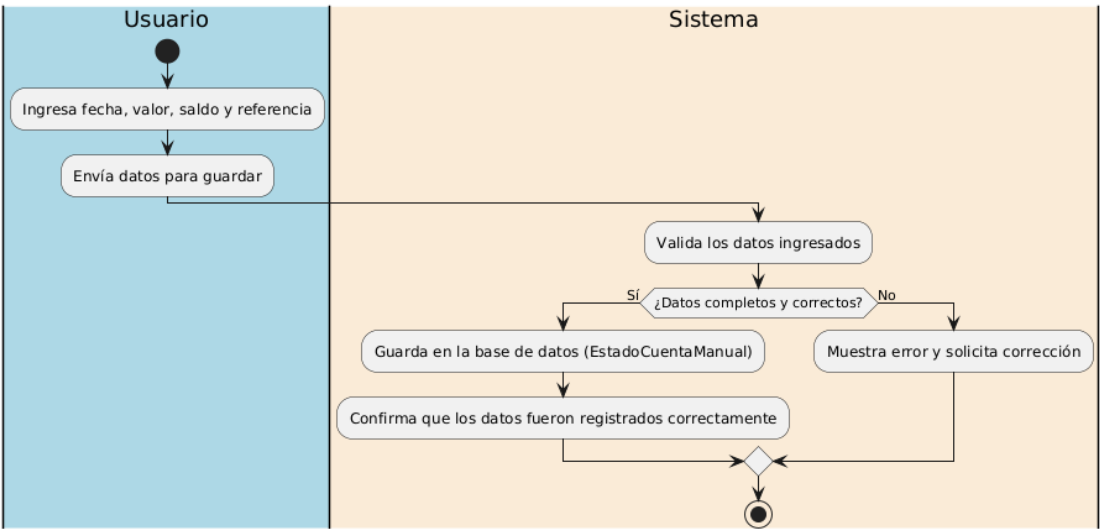 Usuario
Sistema
Ingresa fecha, valor, saldo y referencia
Envía datos para guardar
Valida los datos ingresados
Sí
¿Datos completos y correctos?
No
Guarda en la base de datos (EstadoCuentaManual)
Muestra error y solicita corrección
Confirma que los datos fueron registrados correctamente